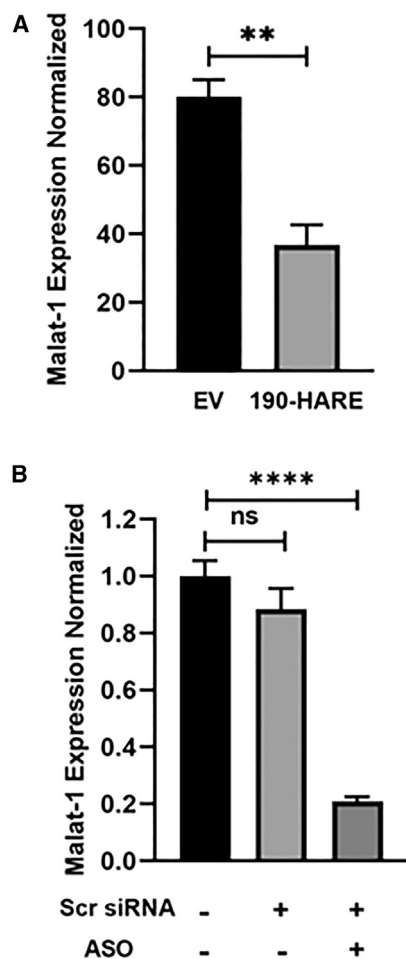 A
Malat-1 Expression Normalized
100
80
60
40
20
0
**
EV 190-HARE
B
Malat-1 Expression Normalized
****
ns
1.2
1.0
0.8
0.6
0.4
0.2
0.0
Scr siRNA - + +
ASO - - +